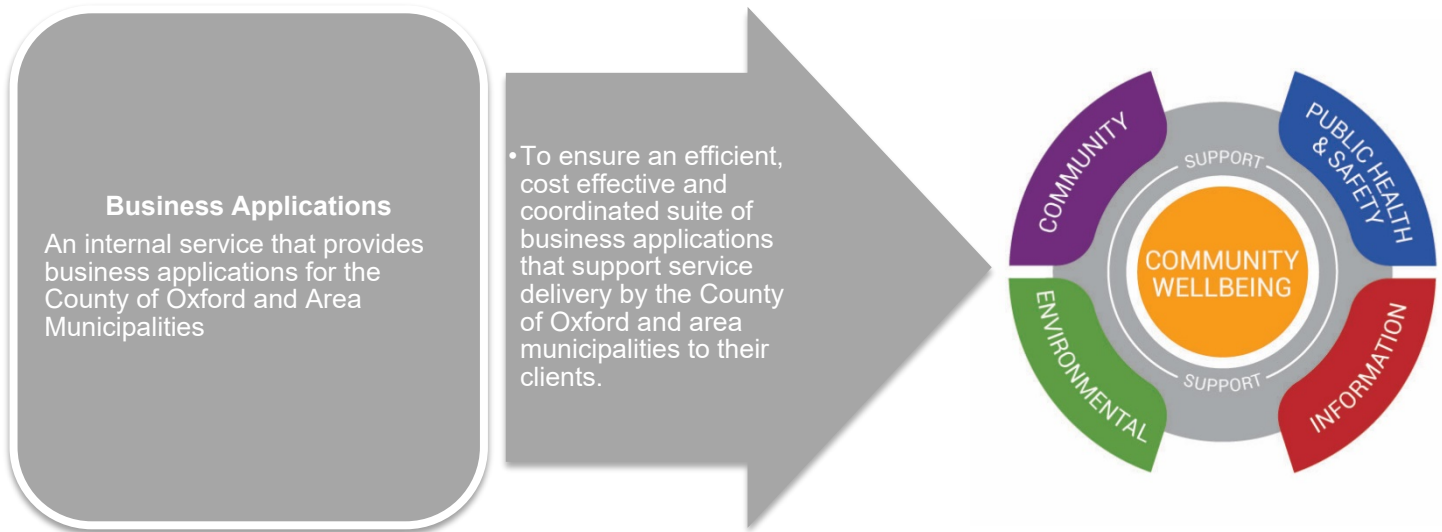 Business Applications
An internal service that provides
business applications for the
County of Oxford and Area
Municipalities
•To ensure an efficient,
cost effective and
coordinated suite of
business applications
that support service
delivery by the County
of Oxford and area
municipalities to their
clients.
COMMUNITY
PUBLIC HEALTH
& SAFETY
SUPPORT
COMMUNITY
WELLBEING
ENVIRONMENTAL
INFORMATION
SUPPORT